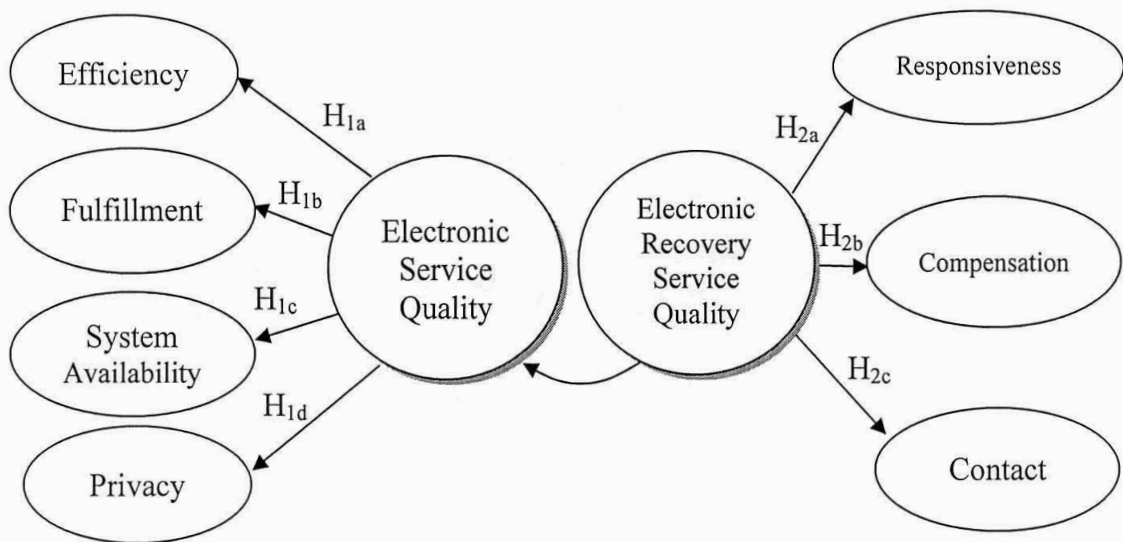 Efficiency
H1a
Fulfillment
H1b
System
Availability
H1c
Privacy
H1d
Electronic
Service
Quality
Electronic
Recovery
Service
Quality
H2a
Responsiveness
H2b
Compensation
H2c
Contact